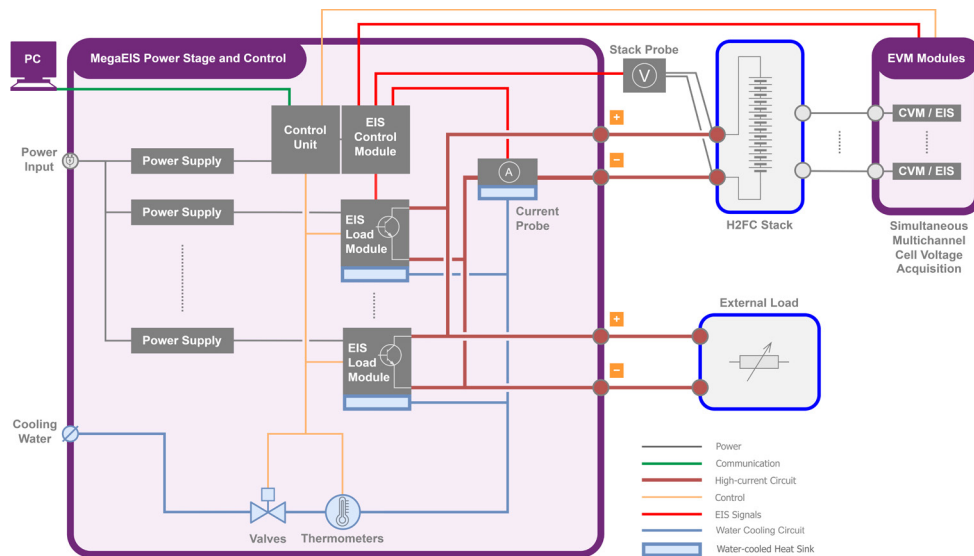 PC
MegaEIS Power Stage and Control
Stack Probe
V
EVM Modules
Control
Unit
EIS
Control
Module
+
CVM / EIS
Power
Input
Power Supply
−
A
CVM / EIS
Power Supply
EIS
Load
Module
Current
Probe
H2FC Stack
Simultaneous
Multichannel
Cell Voltage
Acquisition
External Load
+
Power Supply
EIS
Load
Module
−
Cooling
Water
Power
Communication
High-current Circuit
Control
EIS Signals
Water Cooling Circuit
Water-cooled Heat Sink
Valves
Thermometers